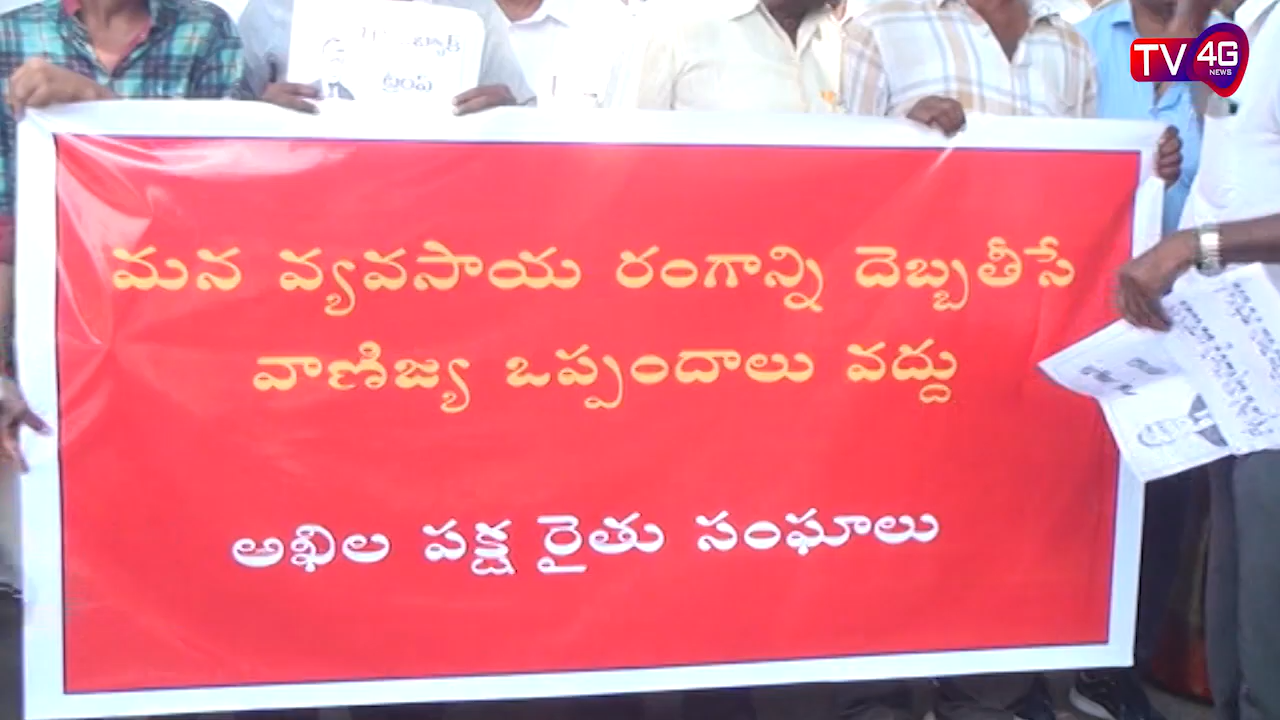 TV 4G
NEWS
మన వ్యవసాయ రంగాన్ని దెబ్బతీసే
వాణిజ్య ఒప్పందాలు వద్దు
అఖిల పక్ష రైతు సంఘాలు